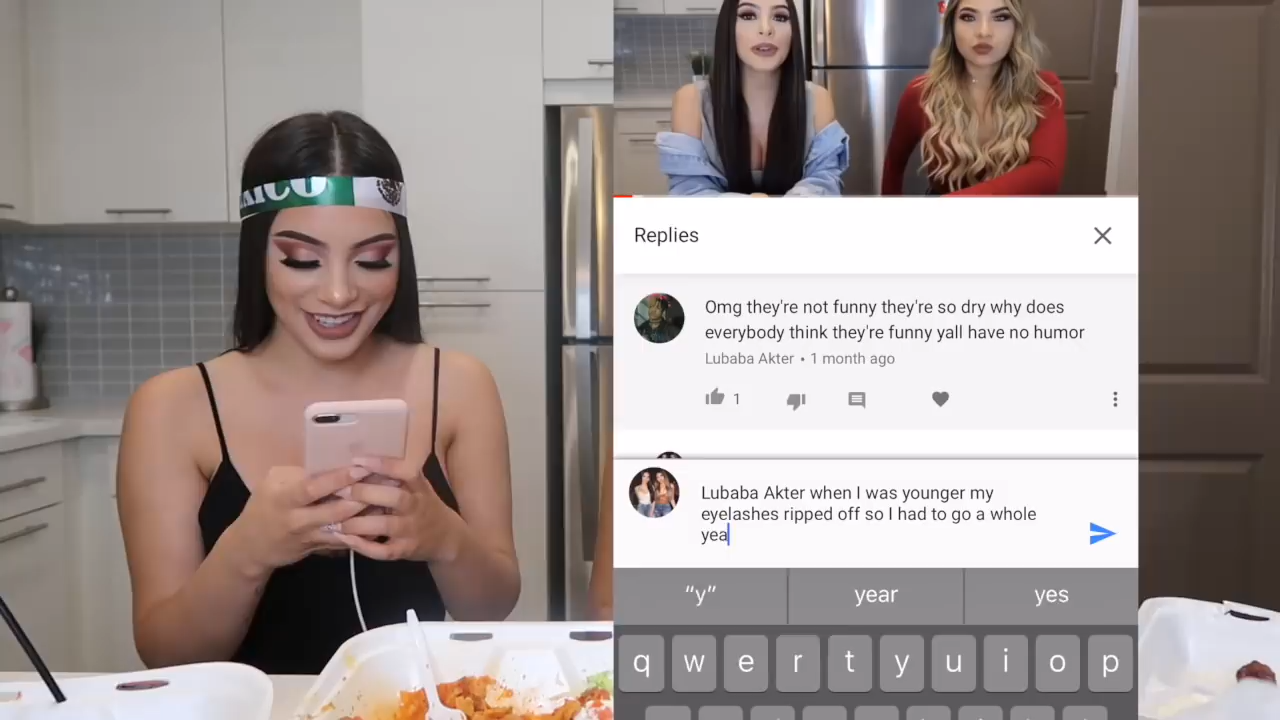 XICO
Replies
Omg they're not funny they're so dry why does
everybody think they're funny yall have no humor
Lubaba Akter • 1 month ago
1
Lubaba Akter when I was younger my
eyelashes ripped off so I had to go a whole
yea
“y” year yes
q w e r t y u i o p